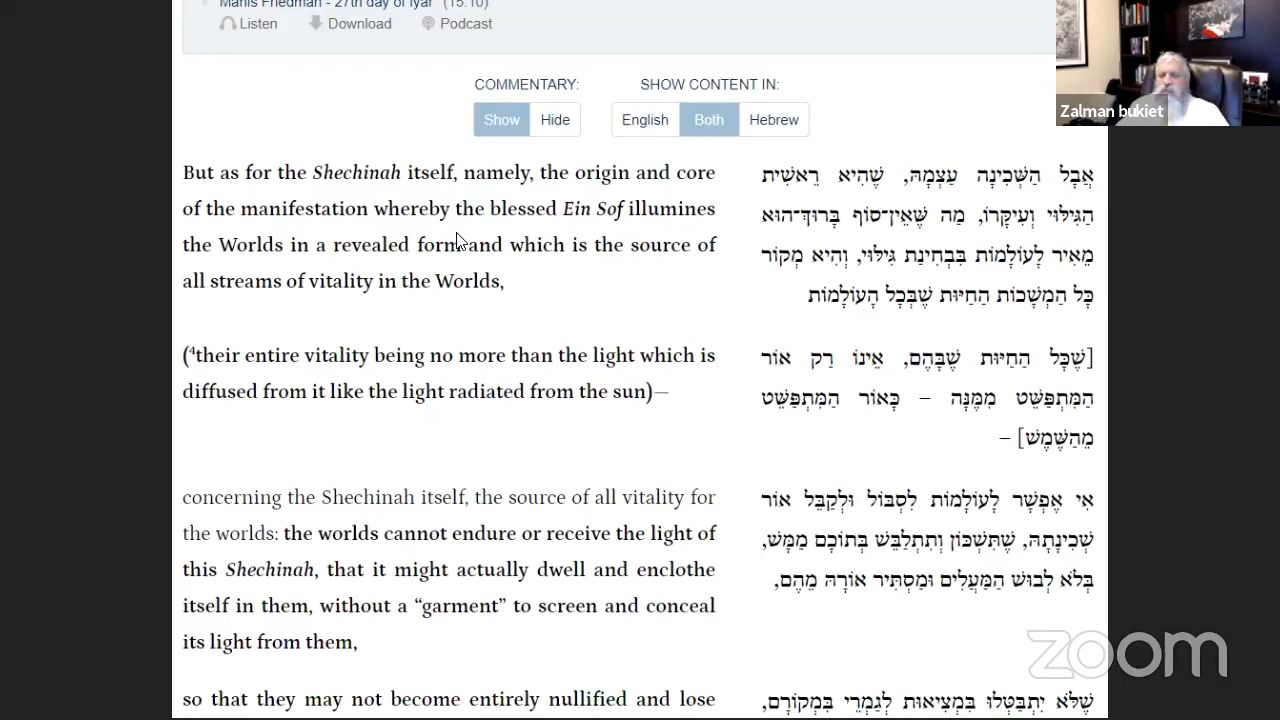 Manis Friedman - 27th day of Iyar (15:10)
Listen Download Podcast
COMMENTARY: SHOW CONTENT IN:
Show Hide English Both Hebrew
Zalman bukiet
But as for the Shechinah itself, namely, the origin and core
of the manifestation whereby the blessed Ein Sof illumines
the Worlds in a revealed form and which is the source of
all streams of vitality in the Worlds,
אֲבָל הַשְּׁכִינָה עַצְמָהּ, שֶׁהִיא רֵאשִׁית
הַגִּילּוּי וְעִיקָּרוֹ, מַה שֶּׁאֵין־סוֹף בָּרוּךְ־הוּא
מֵאִיר לָעוֹלָמוֹת בִּבְחִינַת גִּילּוּי, וְהִיא מְקוֹר
כָּל הַמְשָׁכוֹת הַחַיּוּת שֶׁבְּכָל הָעוֹלָמוֹת
(⁴their entire vitality being no more than the light which is
diffused from it like the light radiated from the sun)—
[שֶׁכָּל הַחַיּוּת שֶׁבָּהֶם, אֵינוֹ רַק אוֹר
הַמִּתְפַּשֵּׁט מִמֶּנָּה – כָּאוֹר הַמִּתְפַּשֵּׁט
מֵהַשֶּׁמֶשׁ] –
concerning the Shechinah itself, the source of all vitality for
the worlds: the worlds cannot endure or receive the light of
this Shechinah, that it might actually dwell and enclothe
itself in them, without a “garment” to screen and conceal
its light from them,
אִי אֶפְשָׁר לָעוֹלָמוֹת לִסְבּוֹל וּלְקַבֵּל אוֹר
שְׁכִינָתָהּ, שֶׁתִּשְׁכּוֹן וְתִתְלַבֵּשׁ בְּתוֹכָם מַמָּשׁ,
בְּלֹא לְבוּשׁ הַמַּעֲלִים וּמַסְתִּיר אוֹרָהּ מֵהֶם,
so that they may not become entirely nullified and lose
שֶׁלֹּא יִתְבַּטְּלוּ בִּמְצִיאוּת לְגַמְרֵי בִּמְקוֹרָם,
zoom